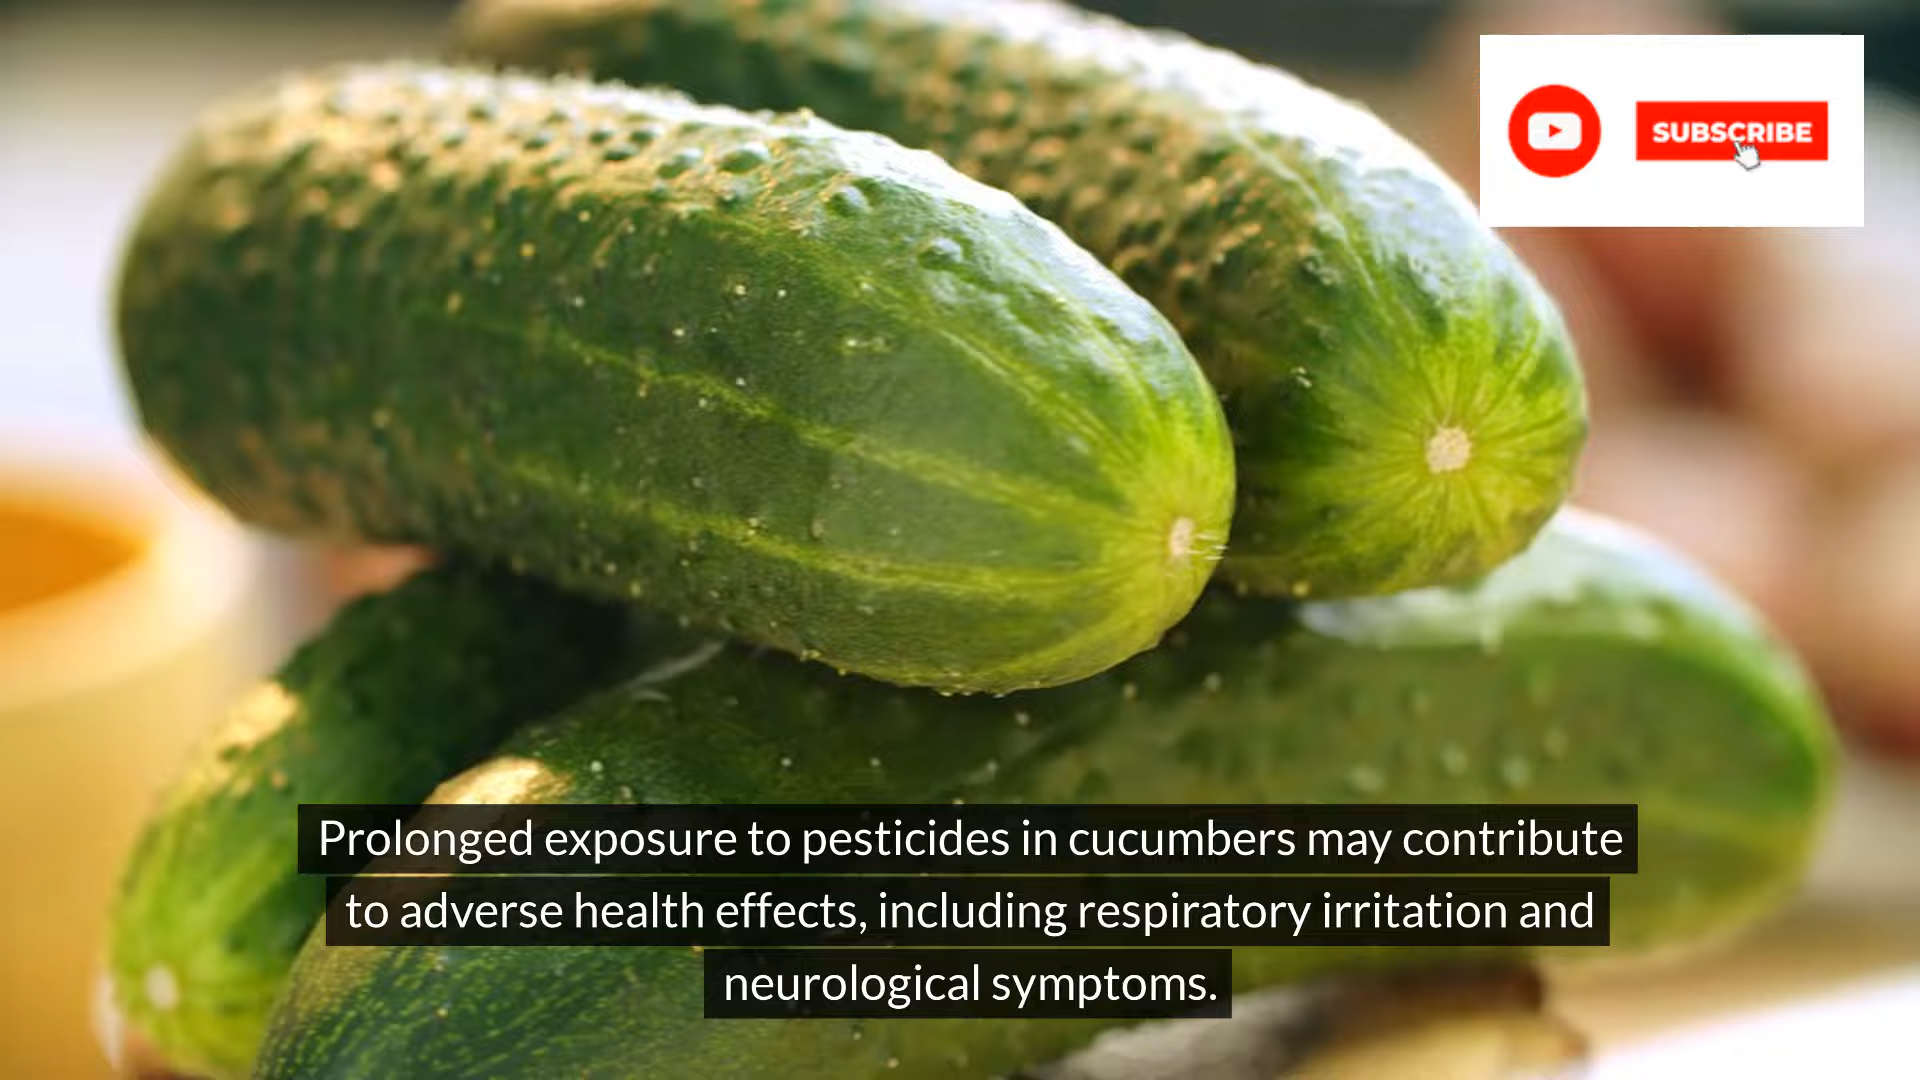 SUBSCRIBE
Prolonged exposure to pesticides in cucumbers may contribute
to adverse health effects, including respiratory irritation and
neurological symptoms.